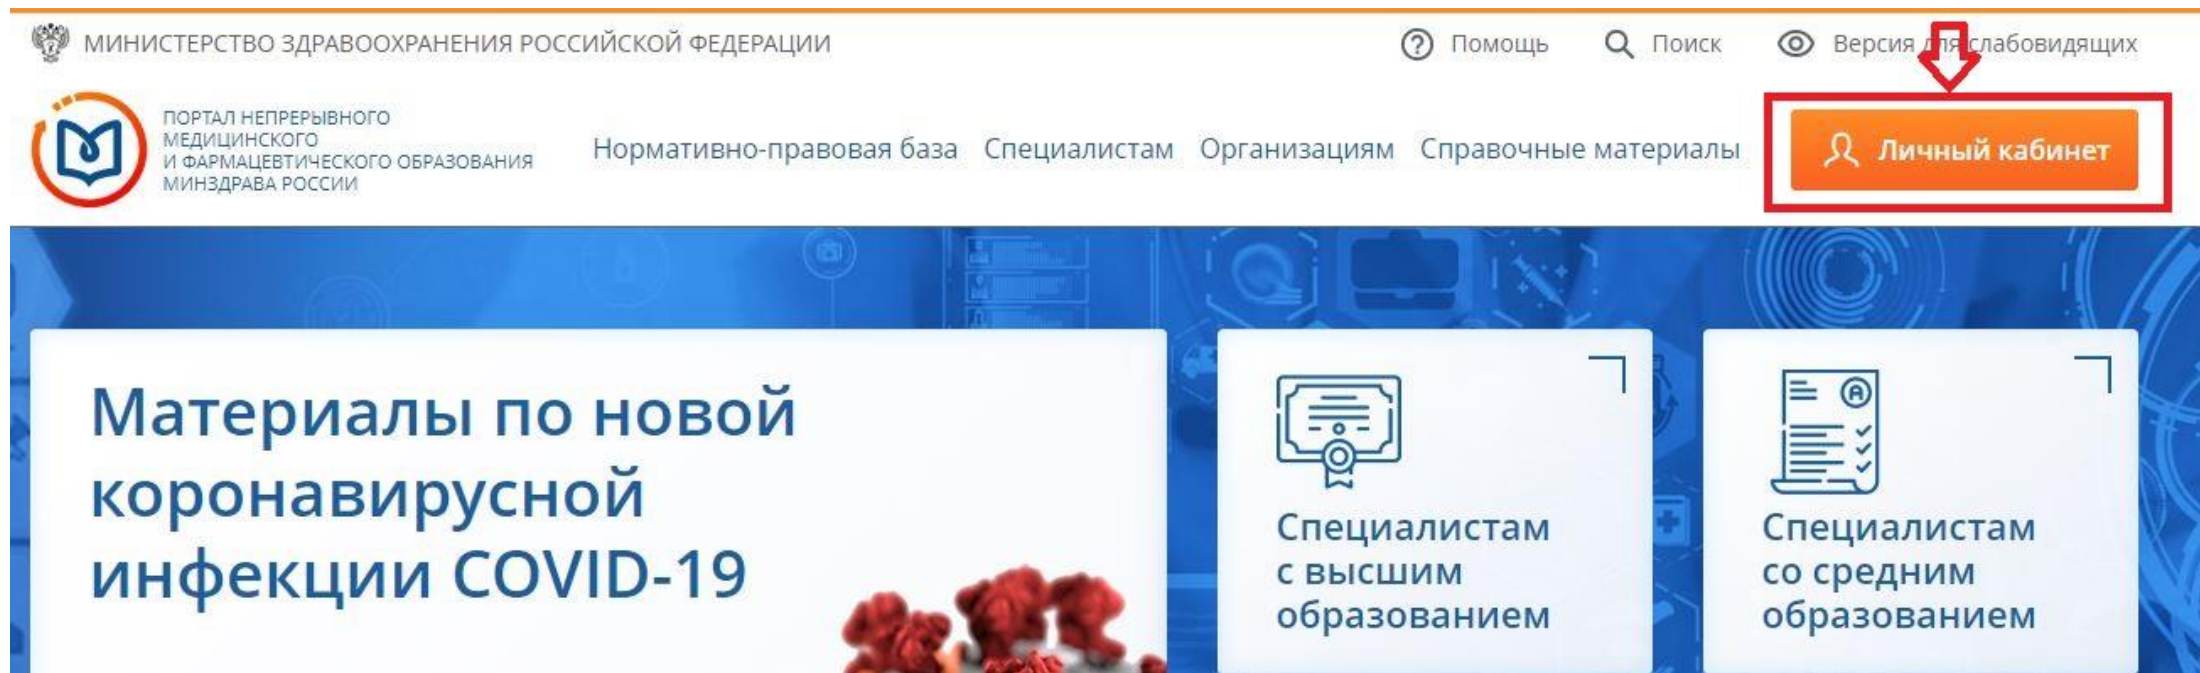 МИНИСТЕРСТВО ЗДРАВООХРАНЕНИЯ РОССИЙСКОЙ ФЕДЕРАЦИИ
Помощь
Поиск
Версия для слабовидящих
ПОРТАЛ НЕПРЕРЫВНОГО
МЕДИЦИНСКОГО
И ФАРМАЦЕВТИЧЕСКОГО ОБРАЗОВАНИЯ
МИНЗДРАВА РОССИИ
Нормативно-правовая база
Специалистам
Организациям
Справочные материалы
Личный кабинет
Материалы по новой
коронавирусной
инфекции COVID-19
Специалистам
с высшим
образованием
Специалистам
со средним
образованием